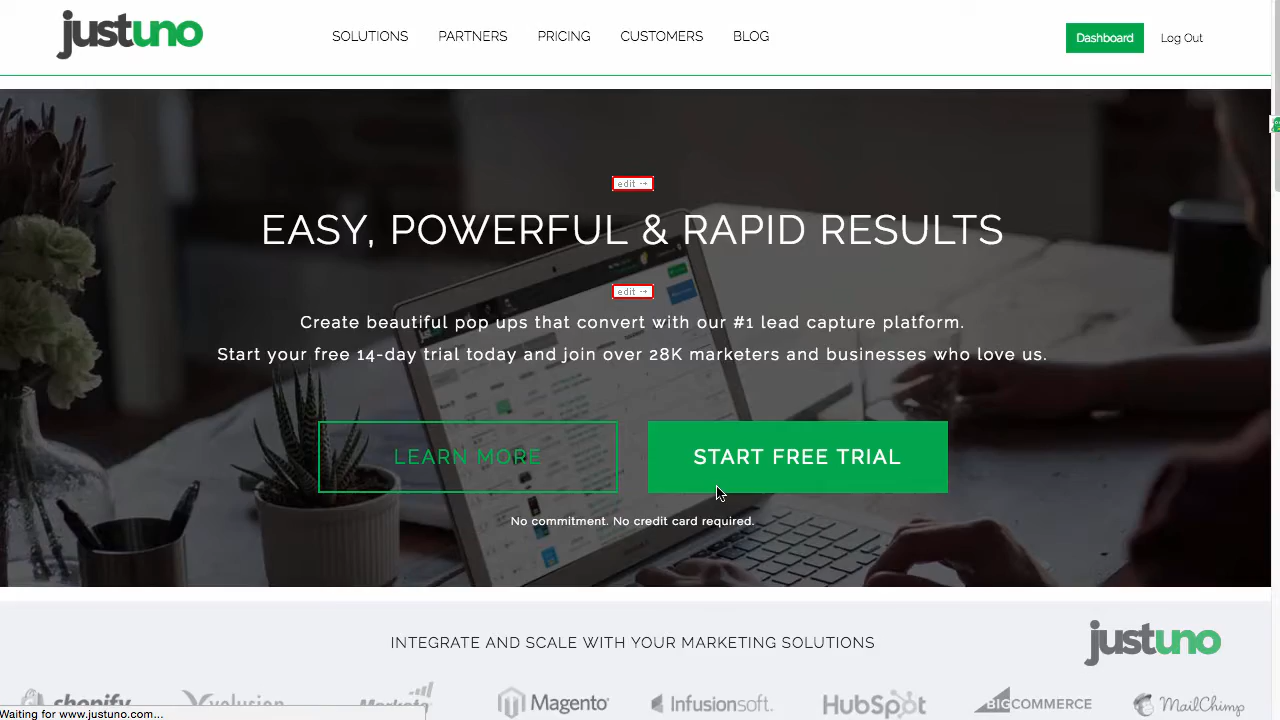 justuno
SOLUTIONS PARTNERS PRICING CUSTOMERS BLOG Dashboard Log Out
edit →
EASY, POWERFUL & RAPID RESULTS
edit →
Create beautiful pop ups that convert with our #1 lead capture platform.
Start your free 14-day trial today and join over 28K marketers and businesses who love us.
LEARN MORE START FREE TRIAL
No commitment. No credit card required.
INTEGRATE AND SCALE WITH YOUR MARKETING SOLUTIONS
justuno
shopify Volusion Marketo Magento Infusionsoft. HubSpot BIGCOMMERCE MailChimp
Waiting for www.justuno.com...